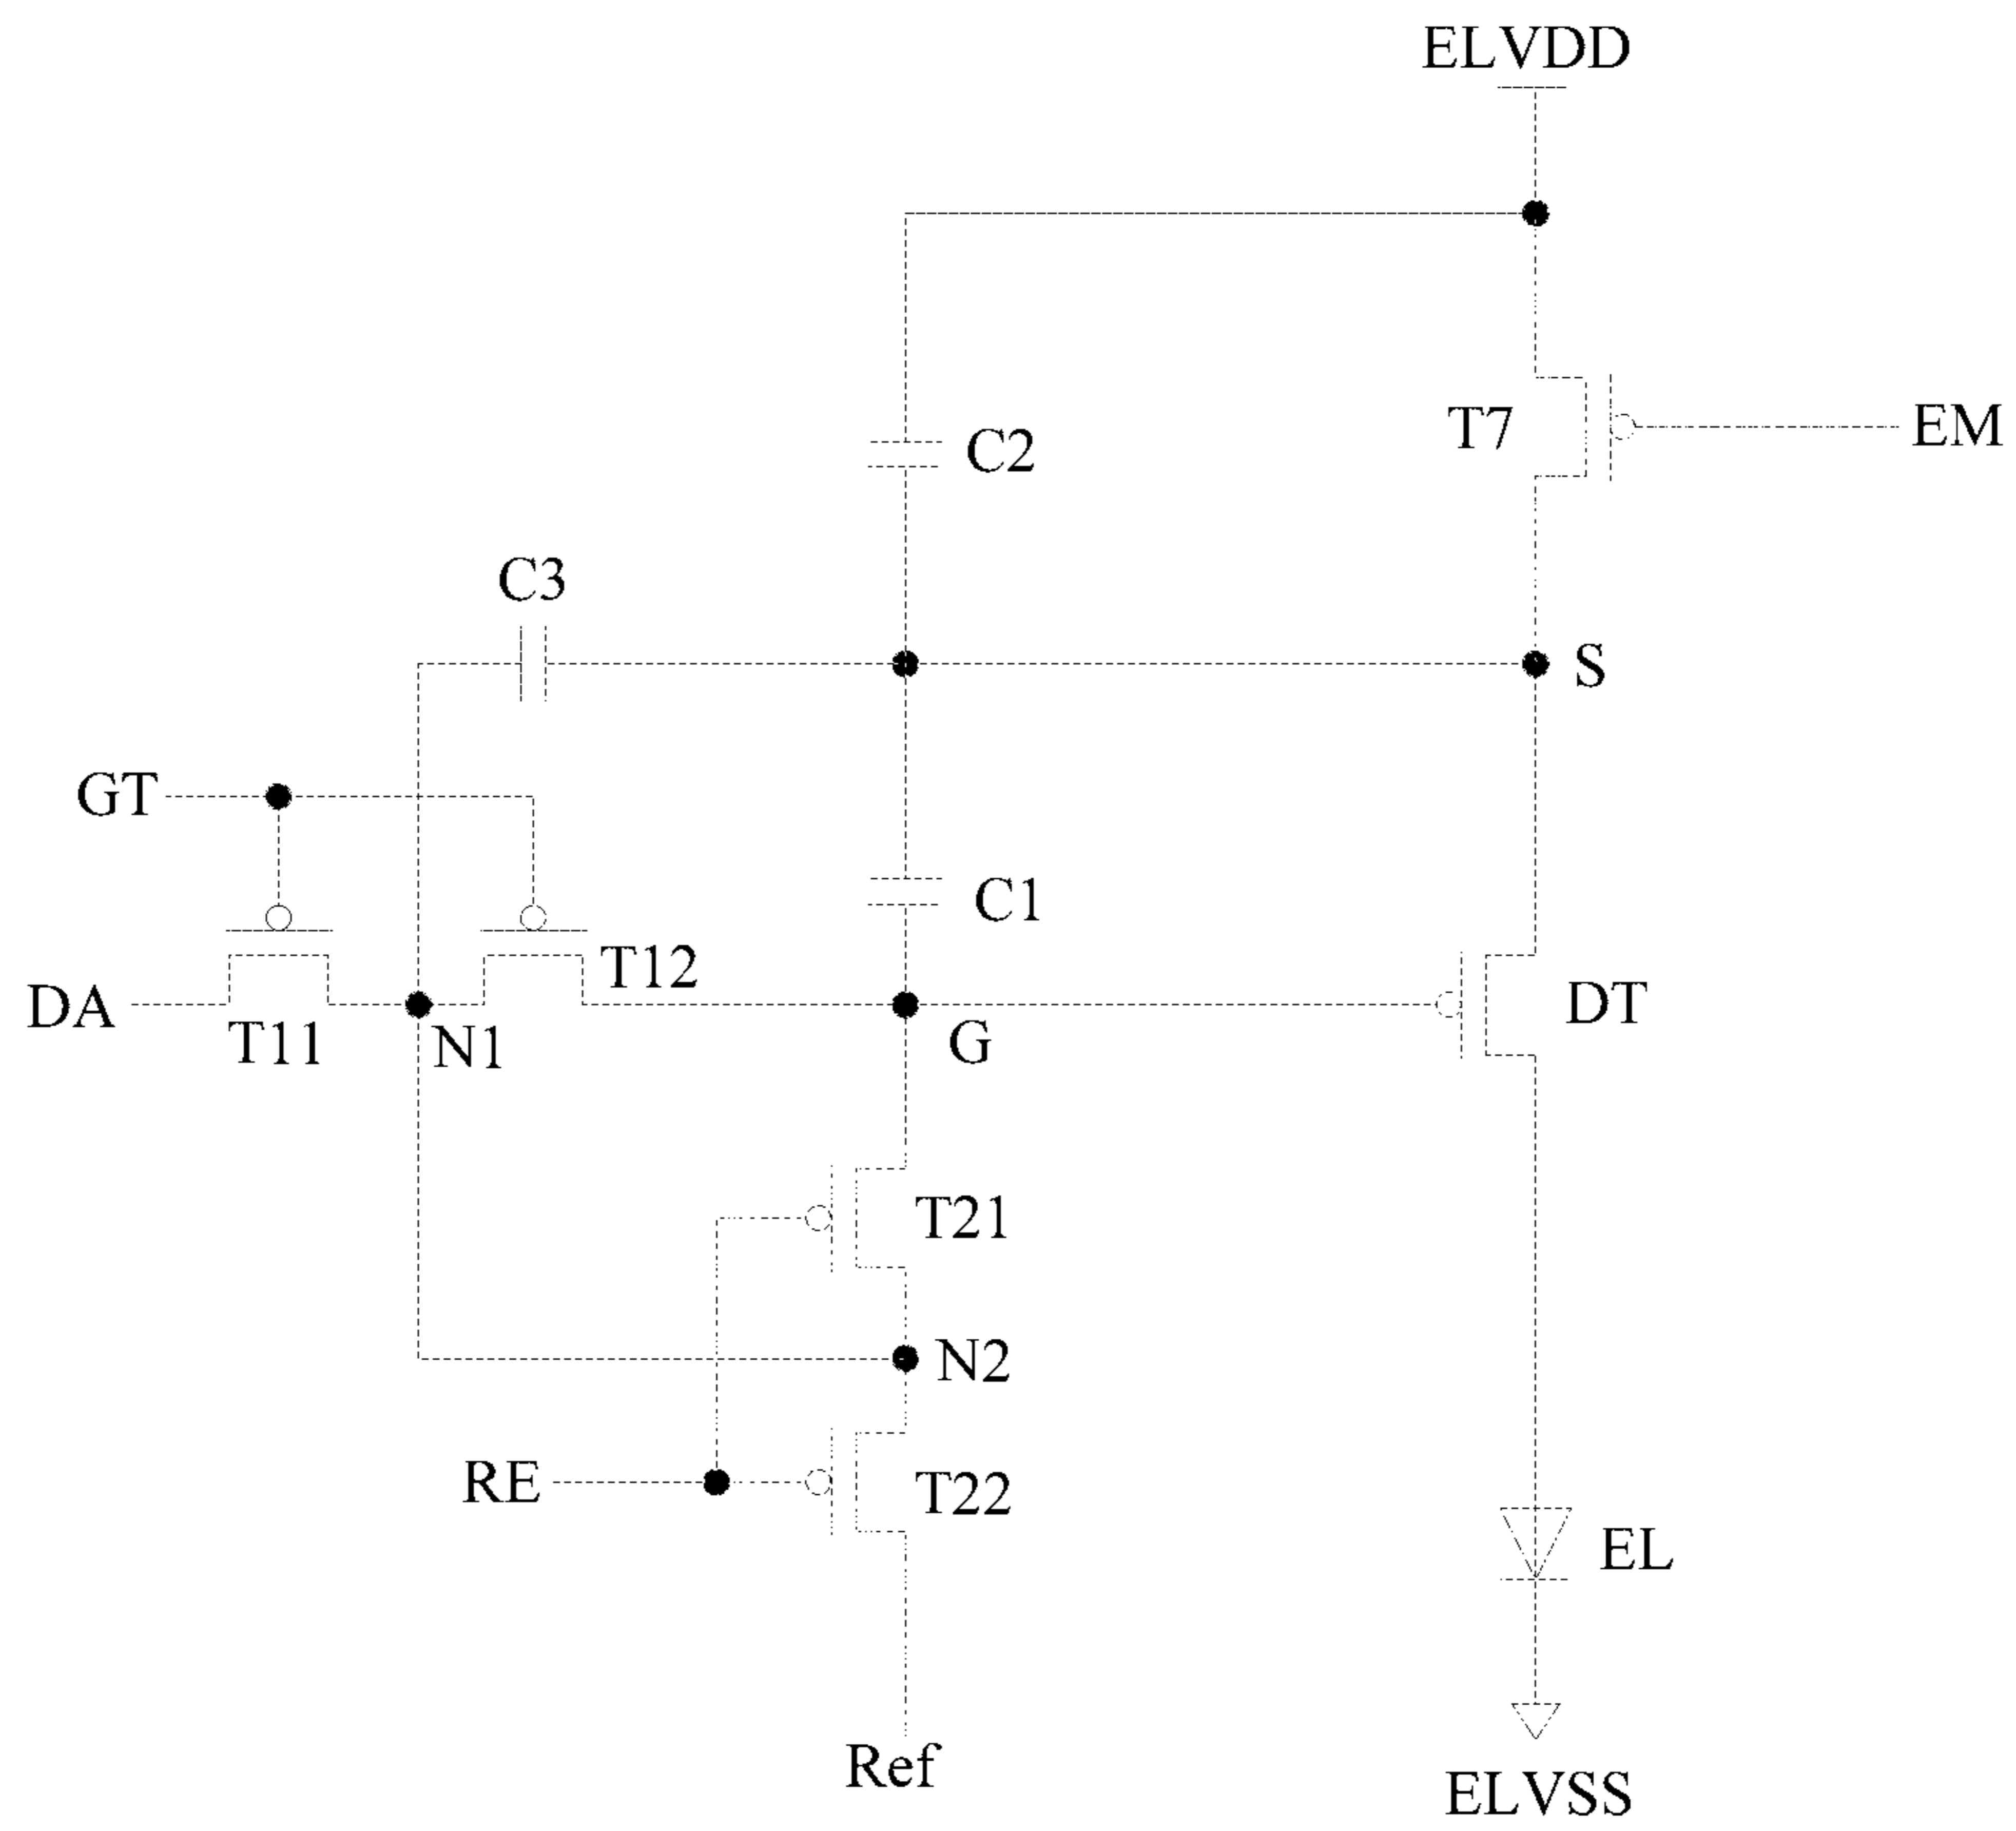 ELVDD
T7
EM
C2
C3
S
GT
C1
T12
DA
T11
N1
G
DT
T21
N2
RE
T22
EL
Ref
ELVSS